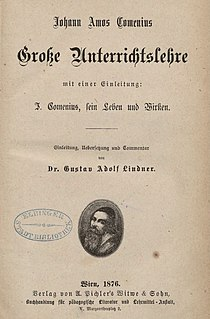 Johann Amos Comenius
Große Unterrichtslehre
mit einer Einleitung:
J. Comenius, sein Leben und Wirken.
Einleitung, Uebersetzung und Commentar
von
Dr. Gustav Adolf Lindner.
ELBINGER
STADTBIBLIOTHEK
Wien, 1876.
Verlag von A. Pichler's Witwe & Sohn,
Buchhandlung für pädagogische Literatur und Lehrmittel-Anstalt,
V. Margarethenplatz 2.